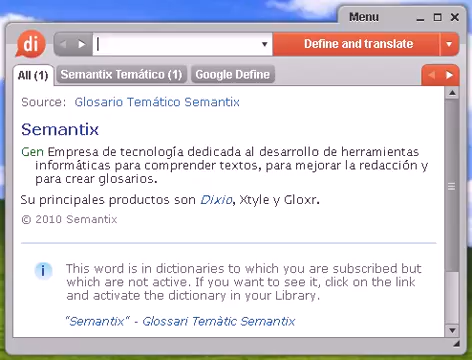 Menu
di
Define and translate
All (1)
Semantix Temático (1)
Google Define
Source: Glosario Temático Semantix
Semantix
Gen Empresa de tecnología dedicada al desarrollo de herramientas
informáticas para comprender textos, para mejorar la redacción y
para crear glosarios.
Su principales productos son Dixio, Xtyle y Gloxr.
© 2010 Semantix
i
This word is in dictionaries to which you are subscribed but
which are not active. If you want to see it, click on the link
and activate the dictionary in your Library.
"Semantix" - Glossari Temàtic Semantix